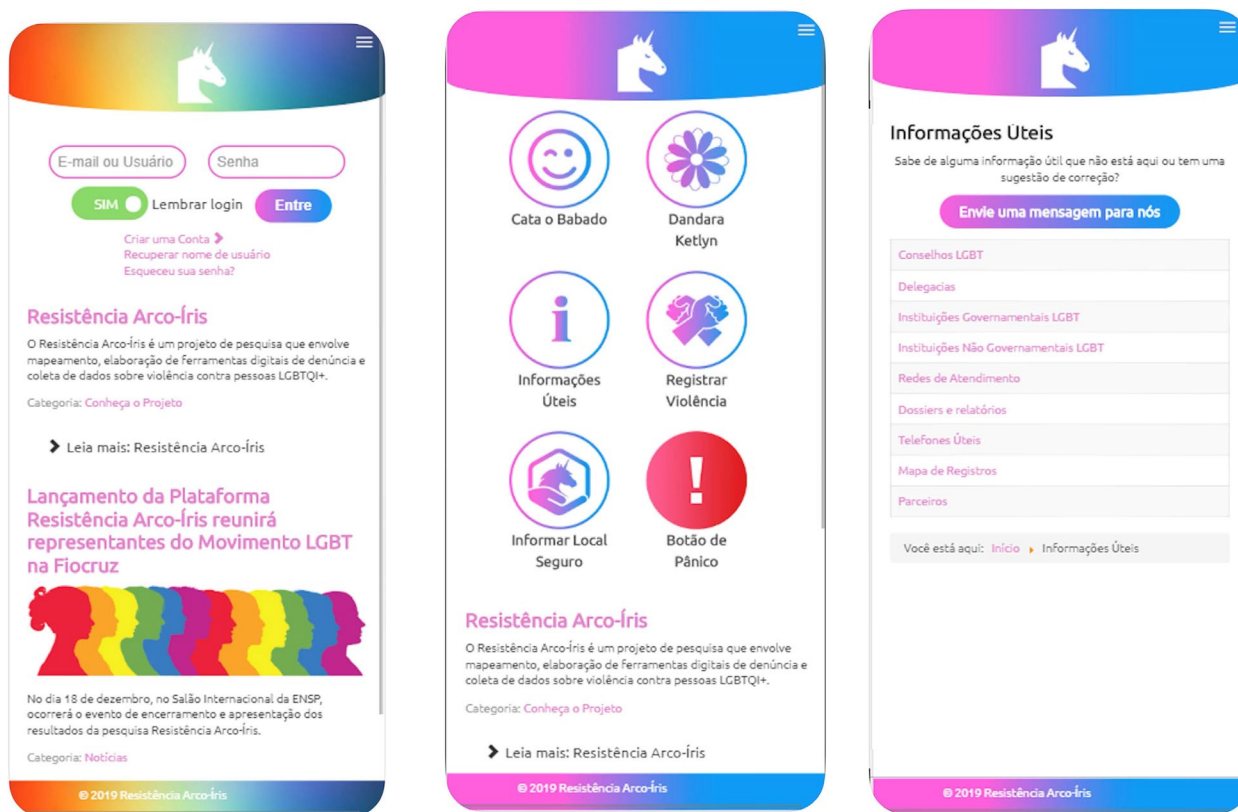 E-mail ou Usuário
Senha
SIM
Lembrar login
Entre
Criar uma Conta
Recuperar nome de usuário
Esqueceu sua senha?
Resistência Arco-Íris
O Resistência Arco-Íris é um projeto de pesquisa que envolve
mapeamento, elaboração de ferramentas digitais de denúncia e
coleta de dados sobre violência contra pessoas LGBTQI+.
Categoria: Conheça o Projeto
Leia mais: Resistência Arco-Íris
Lançamento da Plataforma
Resistência Arco-Íris reunirá
representantes do Movimento LGBT
na Fiocruz
No dia 18 de dezembro, no Salão Internacional da ENSP,
ocorrerá o evento de encerramento e apresentação dos
resultados da pesquisa Resistência Arco-Íris.
Categoria: Notícias
© 2019 Resistência Arco-Íris
Cata o Babado
Dandara
Ketlyn
i
Informações
Úteis
Registrar
Violência
Informar Local
Seguro
!
Botão de
Pânico
Resistência Arco-Íris
O Resistência Arco-Íris é um projeto de pesquisa que envolve
mapeamento, elaboração de ferramentas digitais de denúncia e
coleta de dados sobre violência contra pessoas LGBTQI+.
Categoria: Conheça o Projeto
Leia mais: Resistência Arco-Íris
© 2019 Resistência Arco-Íris
Informações Úteis
Sabe de alguma informação útil que não está aqui ou tem uma
sugestão de correção?
Envie uma mensagem para nós
Conselhos LGBT
Delegacias
Instituições Governamentais LGBT
Instituições Não Governamentais LGBT
Redes de Atendimento
Dossiers e relatórios
Telefones Úteis
Mapa de Registros
Parceiros
Você está aqui: Início Informações Úteis
© 2019 Resistência Arco-Íris